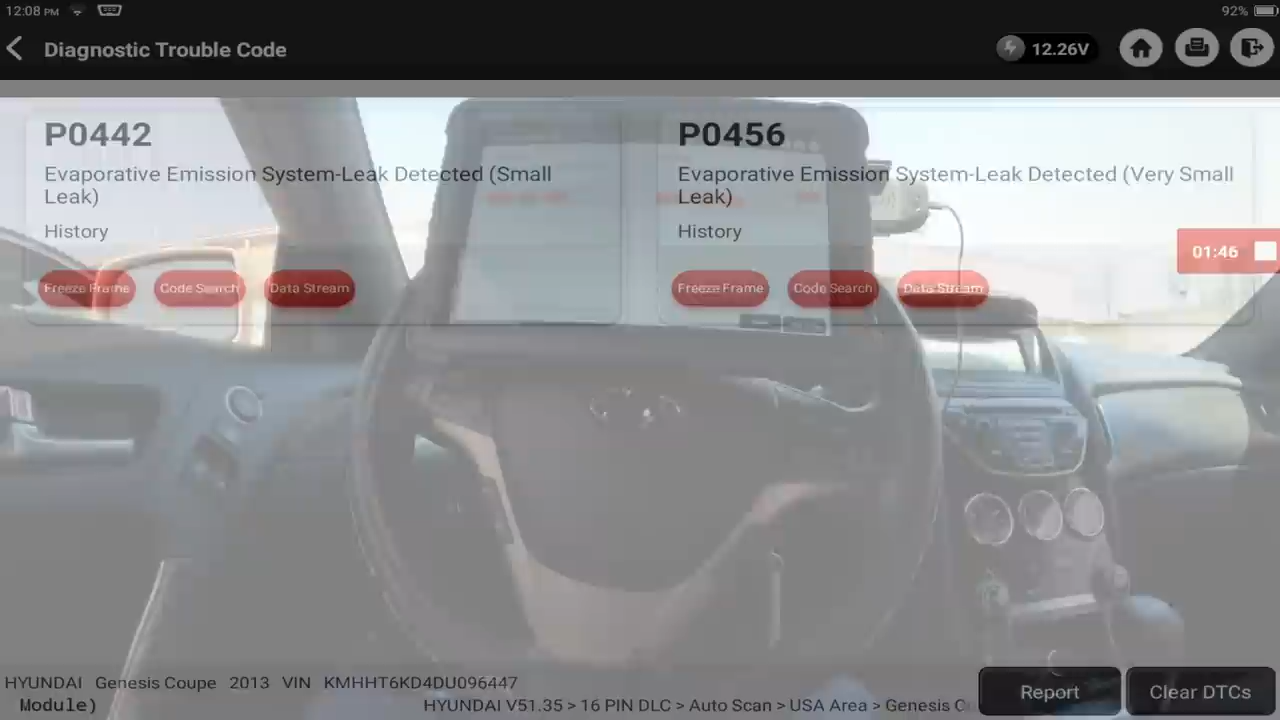 12:08 PM
92%
Diagnostic Trouble Code
12.26V
P0442
Evaporative Emission System-Leak Detected (Small
Leak)
History
Freeze Frame
Code Search
Data Stream
P0456
Evaporative Emission System-Leak Detected (Very Small
Leak)
History
Freeze Frame
Code Search
Data Stream
01:46
HYUNDAI Genesis Coupe 2013 VIN KMHHT6KD4DU096447
Module)
HYUNDAI V51.35 > 16 PIN DLC > Auto Scan > USA Area > Genesis C
Report
Clear DTCs